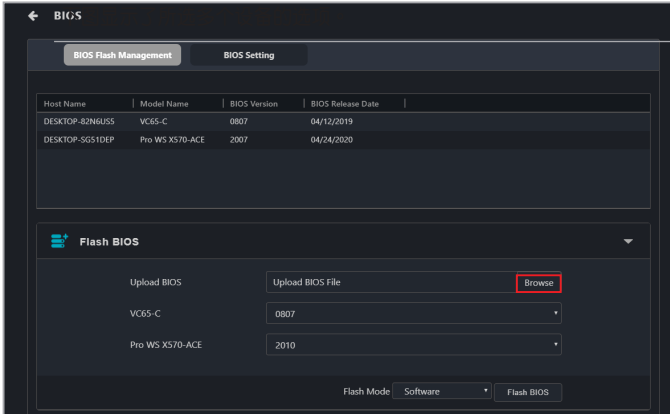 BIOS
BIOS Flash Management BIOS Setting
Host Name Model Name BIOS Version BIOS Release Date
DESKTOP-82N6US5 VC65-C 0807 04/12/2019
DESKTOP-SG51DEP Pro WS X570-ACE 2007 04/24/2020
Flash BIOS
Upload BIOS Upload BIOS File Browse
VC65-C 0807
Pro WS X570-ACE 2010
Flash Mode Software Flash BIOS